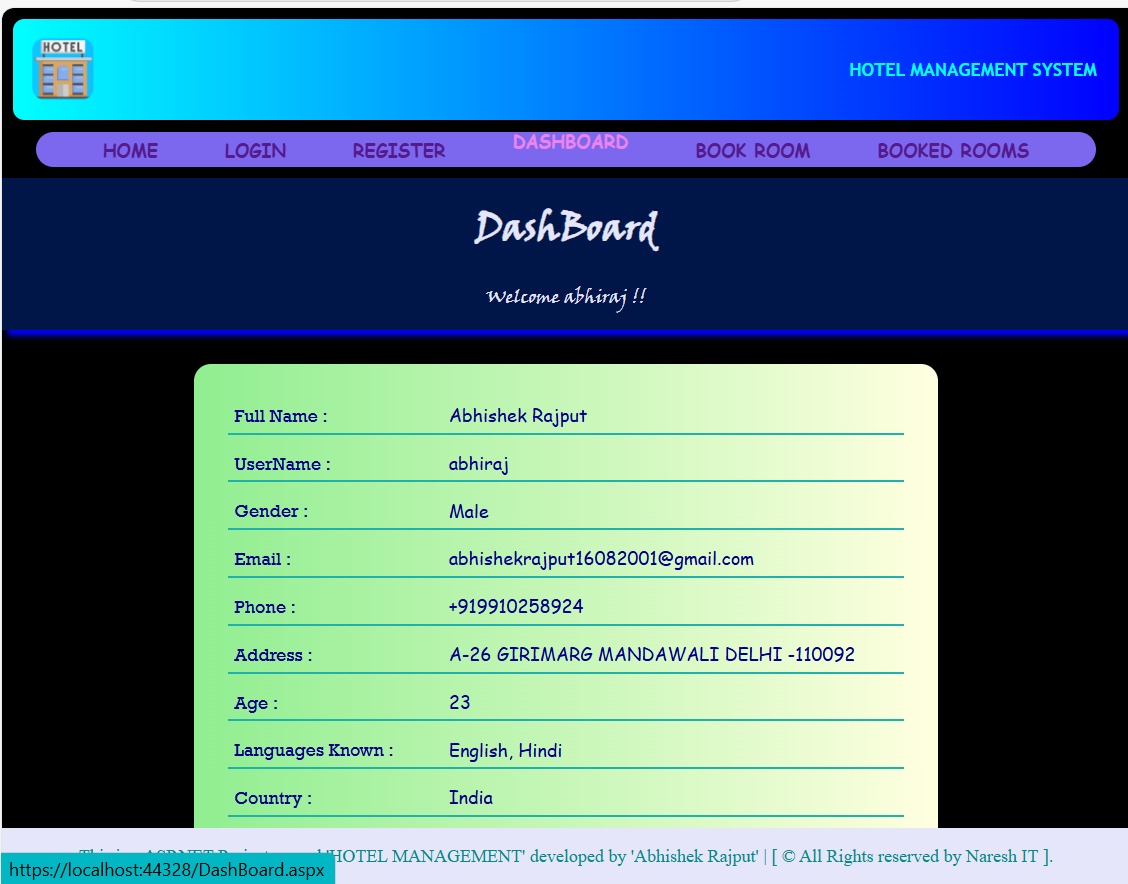 HOTEL
HOTEL MANAGEMENT SYSTEM
HOME LOGIN REGISTER DASHBOARD BOOK ROOM BOOKED ROOMS
DashBoard
Welcome abhiraj !!
Full Name : Abhishek Rajput
UserName : abhiraj
Gender : Male
Email : abhishekrajput16082001@gmail.com
Phone : +919910258924
Address : A-26 GIRIMARG MANDAWALI DELHI -110092
Age : 23
Languages Known : English, Hindi
Country : India
'HOTEL MANAGEMENT' developed by 'Abhishek Rajput' | [ © All Rights reserved by Naresh IT ].
https://localhost:44328/DashBoard.aspx